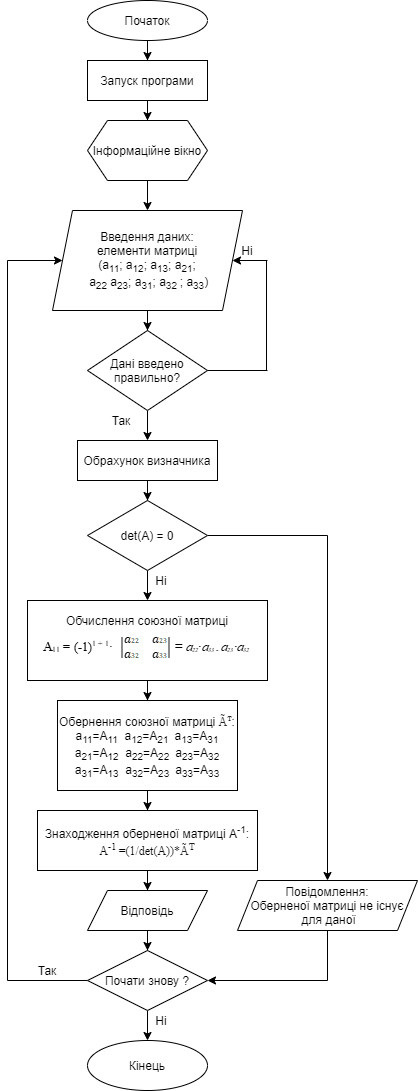 Початок
Запуск програми
Інформаційне вікно
Введення даних:
елементи матриці
(a11; a12; a13; a21;
a22 a23; a31; a32 ; a33)
Ні
Дані введено
правильно?
Так
Обрахунок визначника
det(A) = 0
Ні
Обчислення союзної матриці
A11 = (-1)^1 + 1· |a22 a23| = a22·a33 - a23·a32
|a32 a33|
Обернення союзної матриці Ã^T:
a11=A11 a12=A21 a13=A31
a21=A12 a22=A22 a23=A32
a31=A13 a32=A23 a33=A33
Знаходження оберненої матриці A^-1:
A^-1 =(1/det(A))*Ã^T
Відповідь
Повідомлення:
Оберненої матриці не існує
для даної
Так
Почати знову ?
Ні
Кінець